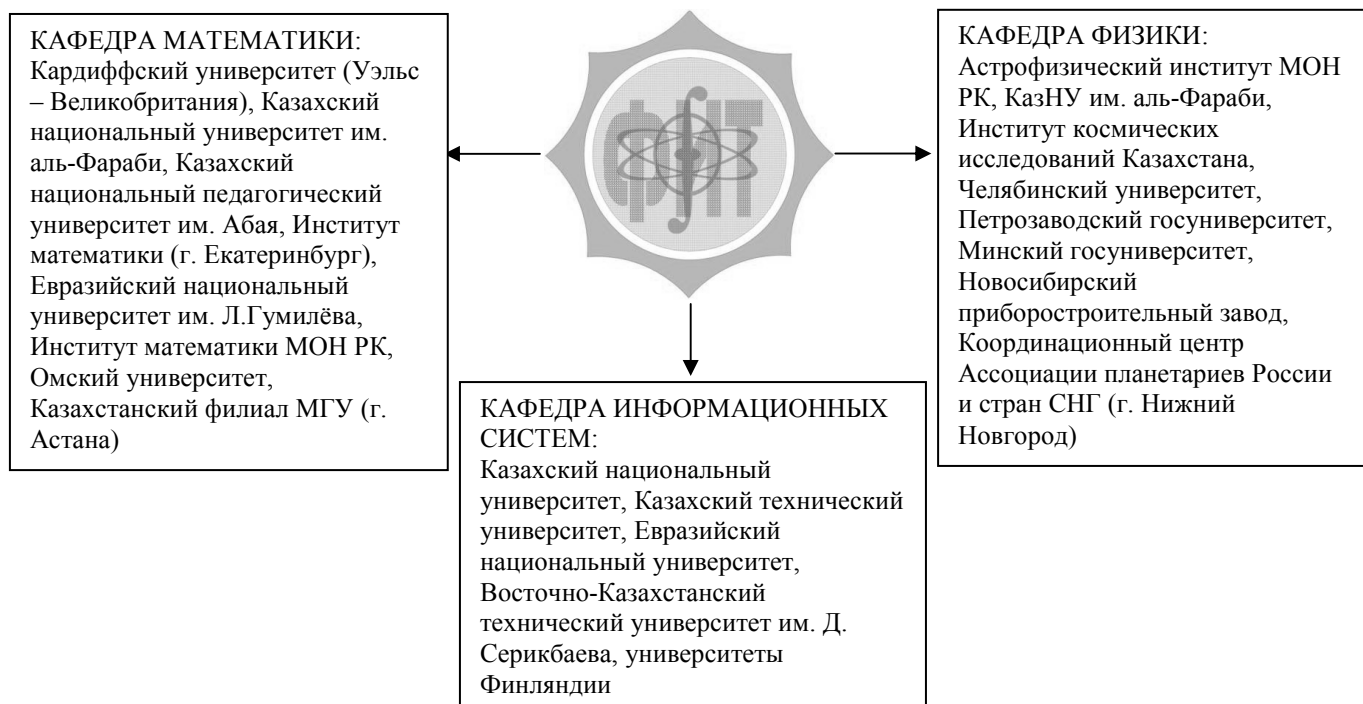 КАФЕДРА МАТЕМАТИКИ:
Кардиффский университет (Уэльс
– Великобритания), Казахский
национальный университет им.
аль-Фараби, Казахский
национальный педагогический
университет им. Абая, Институт
математики (г. Екатеринбург),
Евразийский национальный
университет им. Л.Гумилёва,
Институт математики МОН РК,
Омский университет,
Казахстанский филиал МГУ (г.
Астана)
ФМИТ
КАФЕДРА ФИЗИКИ:
Астрофизический институт МОН
РК, КазНУ им. аль-Фараби,
Институт космических
исследований Казахстана,
Челябинский университет,
Петрозаводский госуниверситет,
Минский госуниверситет,
Новосибирский
приборостроительный завод,
Координационный центр
Ассоциации планетариев России
и стран СНГ (г. Нижний
Новгород)
КАФЕДРА ИНФОРМАЦИОННЫХ
СИСТЕМ:
Казахский национальный
университет, Казахский технический
университет, Евразийский
национальный университет,
Восточно-Казахстанский
технический университет им. Д.
Серикбаева, университеты
Финляндии